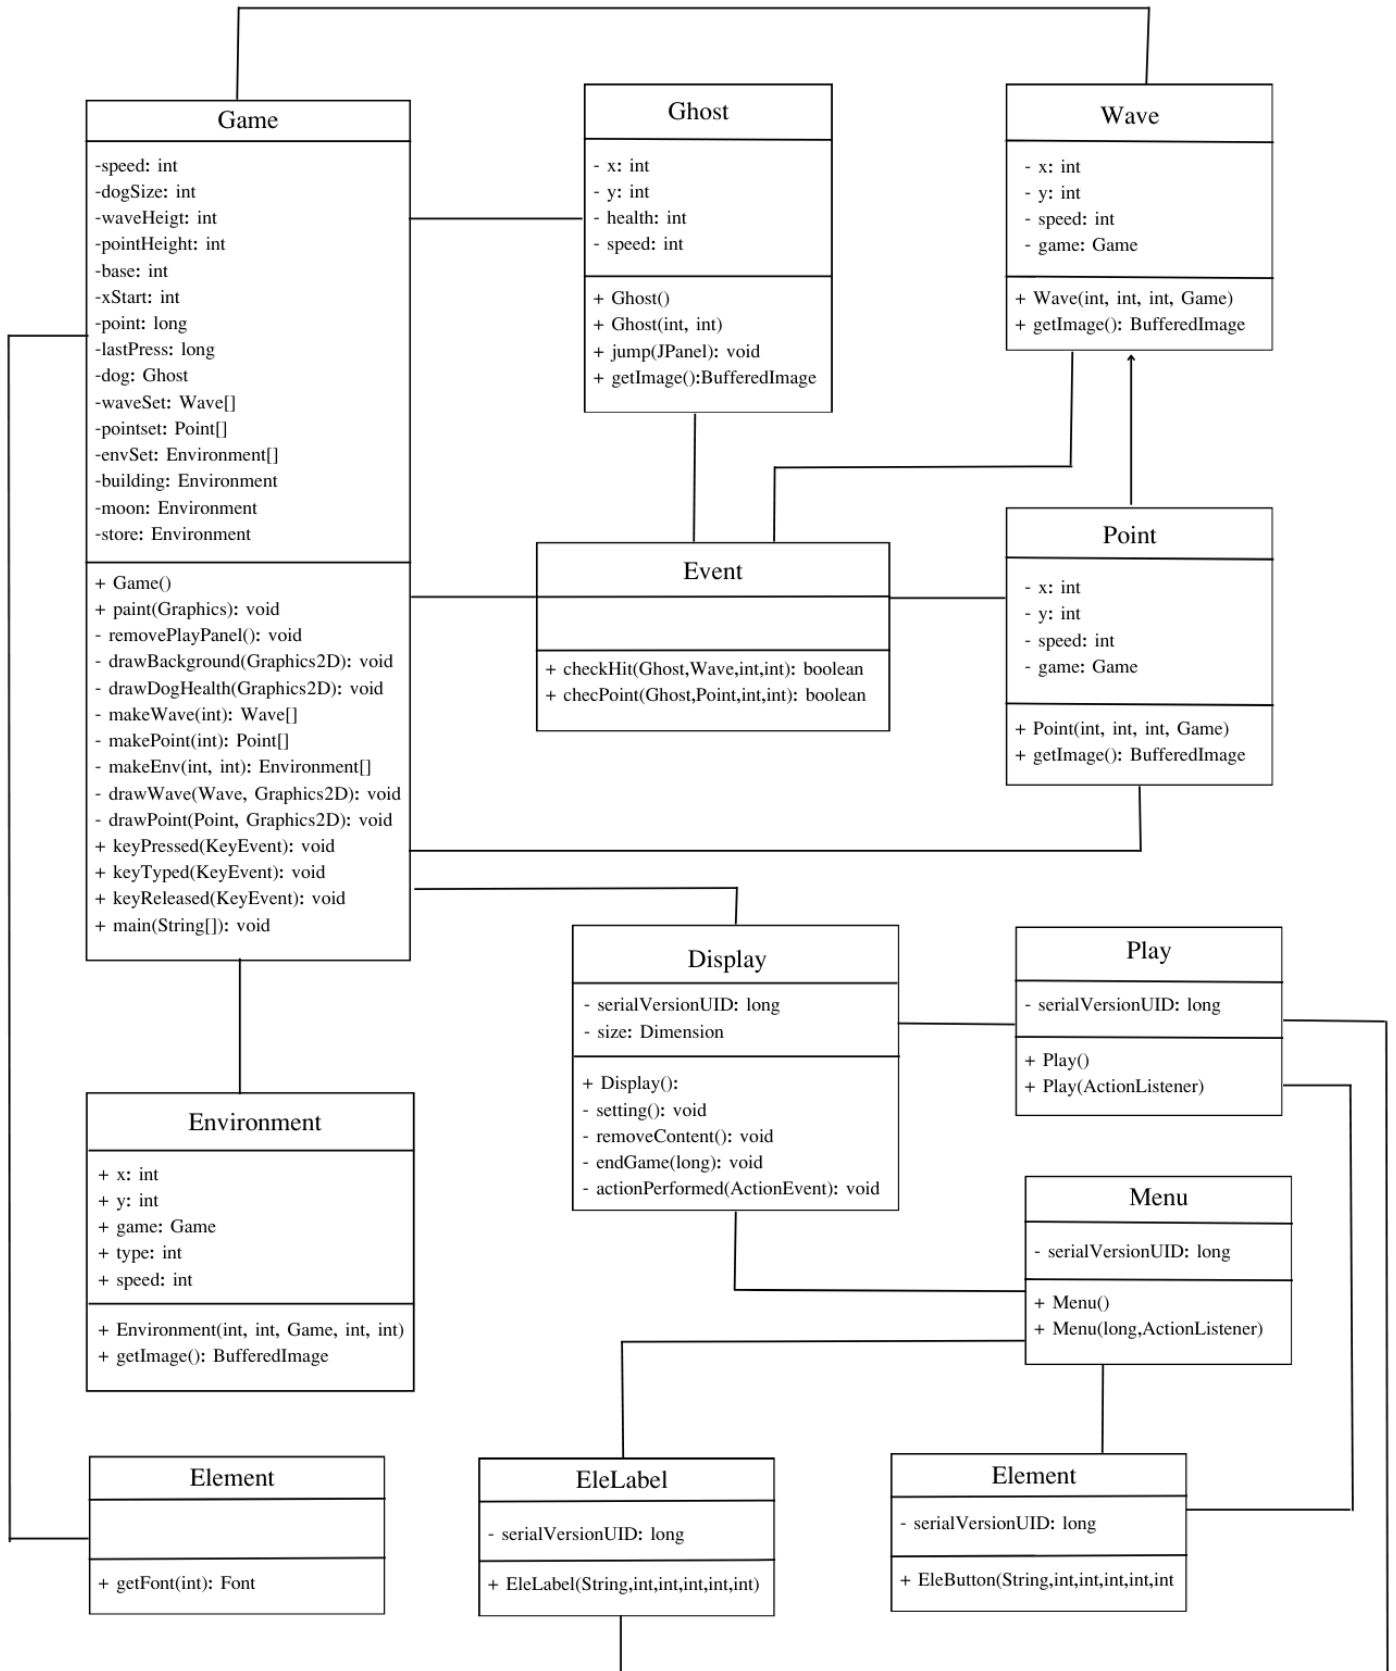 Game
-speed: int
-dogSize: int
-waveHeigt: int
-pointHeight: int
-base: int
-xStart: int
-point: long
-lastPress: long
-dog: Ghost
-waveSet: Wave[]
-pointset: Point[]
-envSet: Environment[]
-building: Environment
-moon: Environment
-store: Environment
+ Game()
+ paint(Graphics): void
- removePlayPanel(): void
- drawBackground(Graphics2D): void
- drawDogHealth(Graphics2D): void
- makeWave(int): Wave[]
- makePoint(int): Point[]
- makeEnv(int, int): Environment[]
- drawWave(Wave, Graphics2D): void
- drawPoint(Point, Graphics2D): void
+ keyPressed(KeyEvent): void
+ keyTyped(KeyEvent): void
+ keyReleased(KeyEvent): void
+ main(String[]): void
Ghost
- x: int
- y: int
- health: int
- speed: int
+ Ghost()
+ Ghost(int, int)
+ jump(JPanel): void
+ getImage():BufferedImage
Wave
- x: int
- y: int
- speed: int
- game: Game
+ Wave(int, int, int, Game)
+ getImage(): BufferedImage
Event
+ checkHit(Ghost,Wave,int,int): boolean
+ checPoint(Ghost,Point,int,int): boolean
Point
- x: int
- y: int
- speed: int
- game: Game
+ Point(int, int, int, Game)
+ getImage(): BufferedImage
Display
- serialVersionUID: long
- size: Dimension
+ Display():
- setting(): void
- removeContent(): void
- endGame(long): void
- actionPerformed(ActionEvent): void
Play
- serialVersionUID: long
+ Play()
+ Play(ActionListener)
Environment
+ x: int
+ y: int
+ game: Game
+ type: int
+ speed: int
+ Environment(int, int, Game, int, int)
+ getImage(): BufferedImage
Menu
- serialVersionUID: long
+ Menu()
+ Menu(long,ActionListener)
Element
+ getFont(int): Font
EleLabel
- serialVersionUID: long
+ EleLabel(String,int,int,int,int,int)
Element
- serialVersionUID: long
+ EleButton(String,int,int,int,int,int